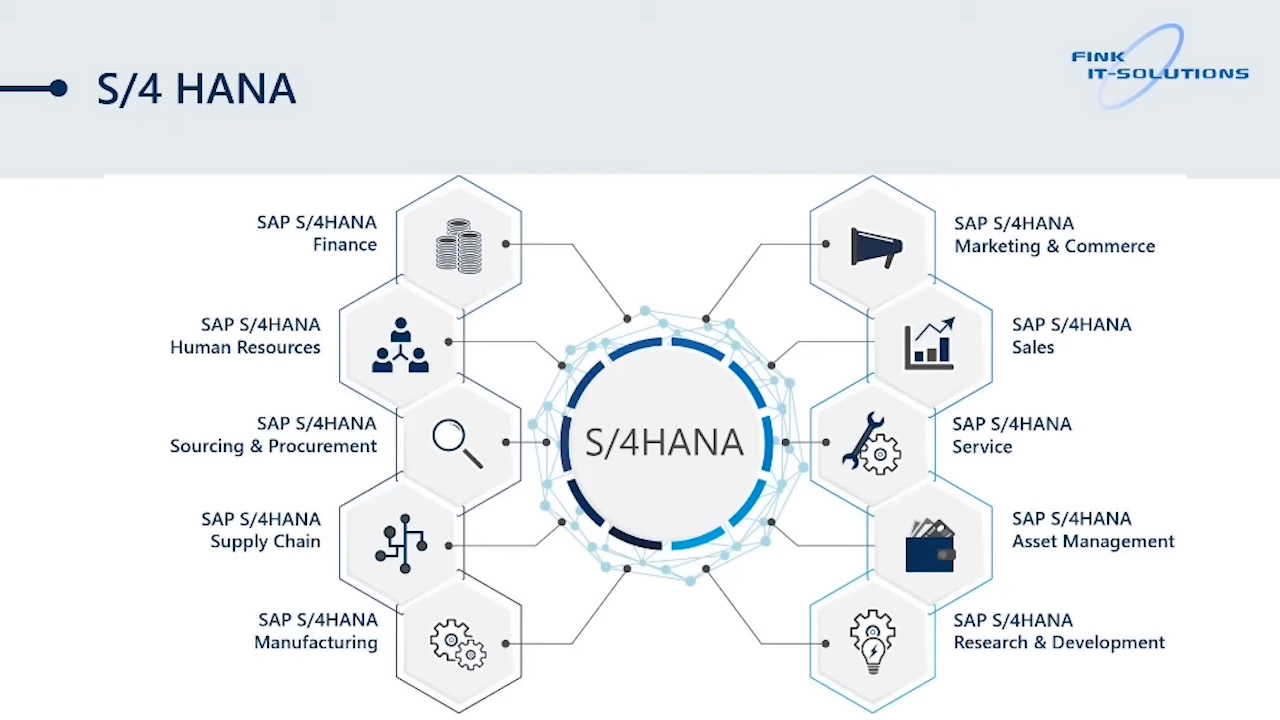 S/4 HANA
FINK
IT-SOLUTIONS
SAP S/4HANA
Finance
SAP S/4HANA
Human Resources
SAP S/4HANA
Sourcing & Procurement
SAP S/4HANA
Supply Chain
SAP S/4HANA
Manufacturing
S/4HANA
SAP S/4HANA
Marketing & Commerce
SAP S/4HANA
Sales
SAP S/4HANA
Service
SAP S/4HANA
Asset Management
SAP S/4HANA
Research & Development